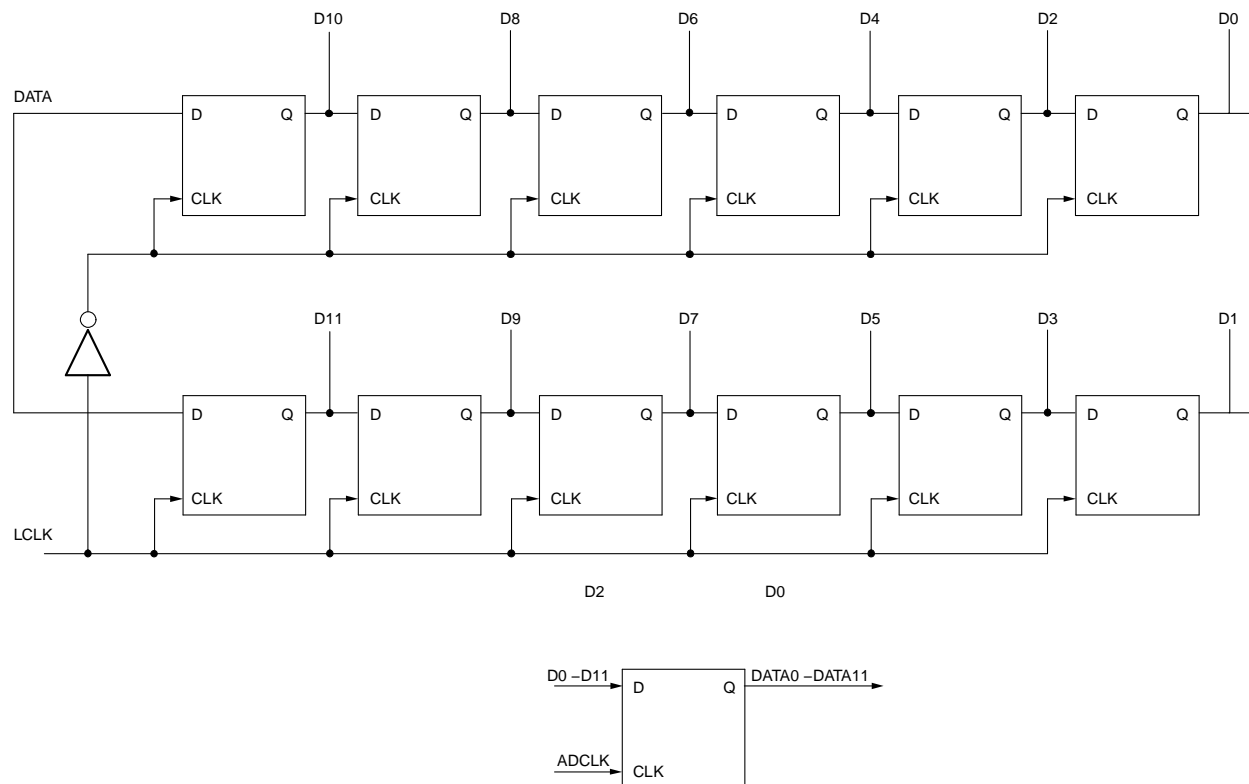 D10 D8 D6 D4 D2 D0
DATA
D Q D Q D Q D Q D Q D Q
CLK CLK CLK CLK CLK CLK
D11 D9 D7 D5 D3 D1
D Q D Q D Q D Q D Q D Q
CLK CLK CLK CLK CLK CLK
LCLK
D2 D0
D0 –D11 D Q DATA0 –DATA11
ADCLK CLK